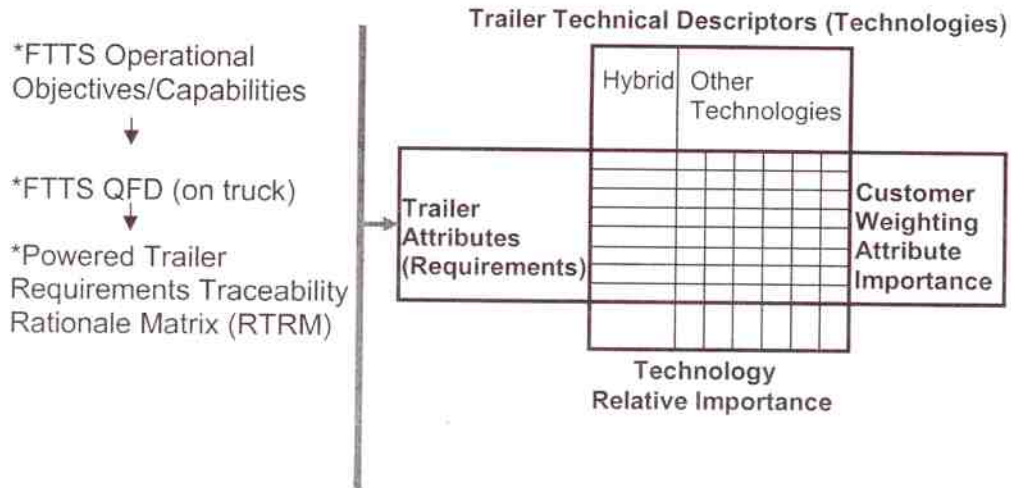 *FTTS Operational
Objectives/Capabilities
*FTTS QFD (on truck)
*Powered Trailer
Requirements Traceability
Rationale Matrix (RTRM)
Trailer Technical Descriptors (Technologies)
Hybrid
Other
Technologies
Trailer
Attributes
(Requirements)
Customer
Weighting
Attribute
Importance
Technology
Relative Importance